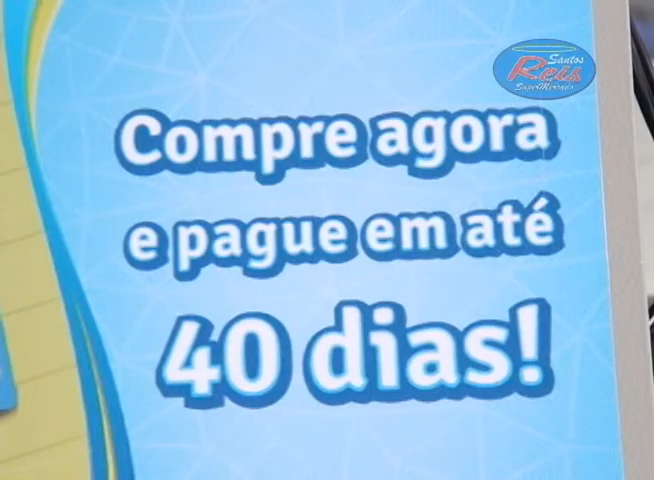 Santos
Reis
SuperMercado
Compre agora
e pague em até
40 dias!